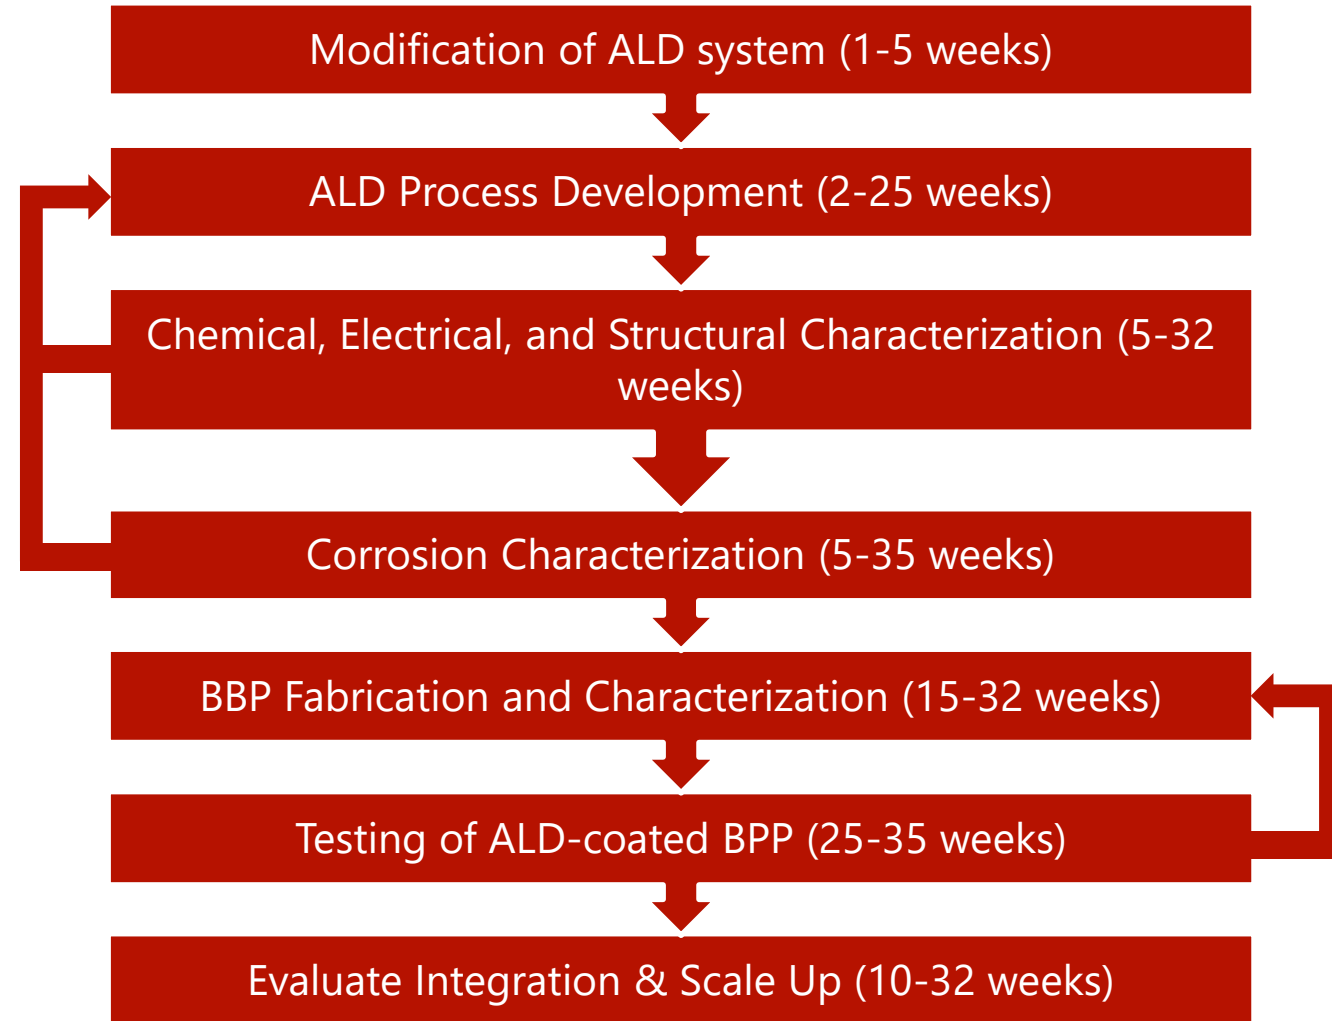 Modification of ALD system (1-5 weeks)
ALD Process Development (2-25 weeks)
Chemical, Electrical, and Structural Characterization (5-32
weeks)
Corrosion Characterization (5-35 weeks)
BBP Fabrication and Characterization (15-32 weeks)
Testing of ALD-coated BPP (25-35 weeks)
Evaluate Integration & Scale Up (10-32 weeks)